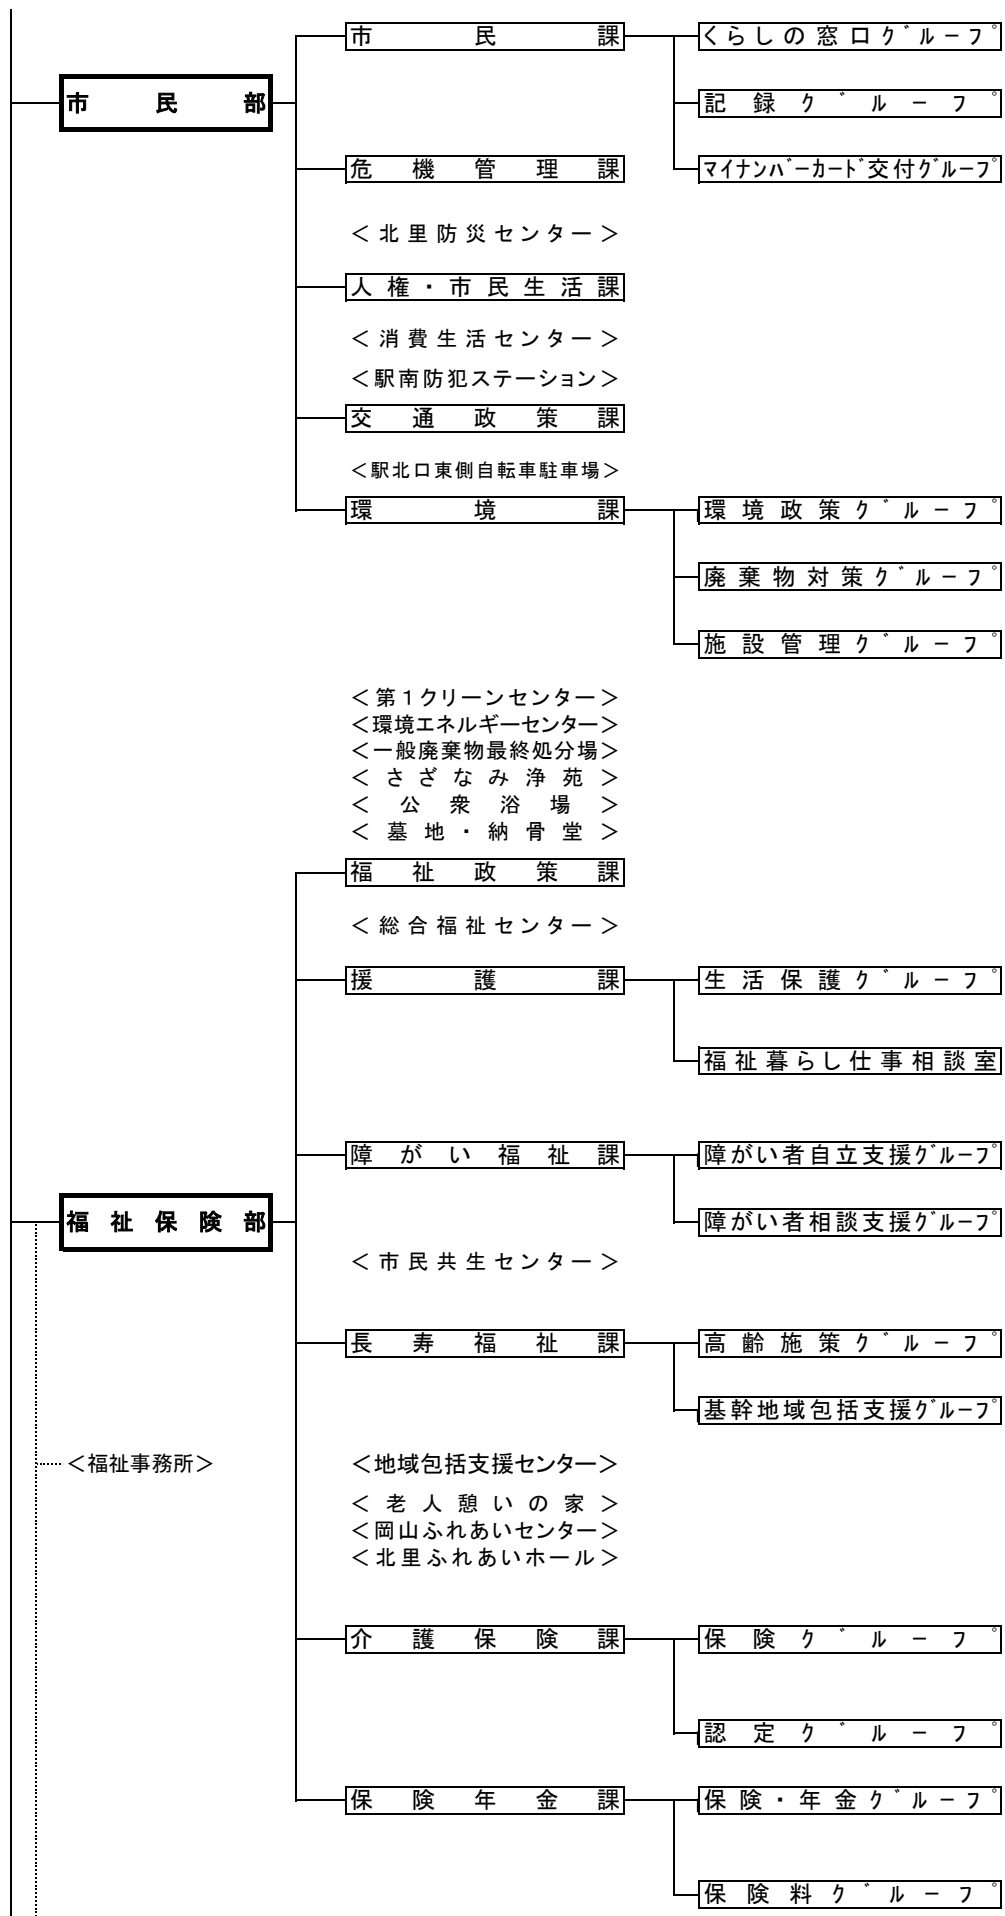 市民課
くらしの窓口ｸﾞﾙｰﾌﾟ
市民部
記録ｸﾞﾙｰﾌﾟ
危機管理課
ﾏｲﾅﾝﾊﾞｰｶｰﾄﾞ交付ｸﾞﾙｰﾌﾟ
＜北里防災センター＞
人権・市民生活課
＜消費生活センター＞
＜駅南防犯ステーション＞
交通政策課
＜駅北口東側自転車駐車場＞
環境課
環境政策ｸﾞﾙｰﾌﾟ
廃棄物対策ｸﾞﾙｰﾌﾟ
施設管理ｸﾞﾙｰﾌﾟ
＜第１クリーンセンター＞
＜環境エネルギーセンター＞
＜一般廃棄物最終処分場＞
＜さざなみ浄苑＞
＜公衆浴場＞
＜墓地・納骨堂＞
福祉政策課
＜総合福祉センター＞
援護課
生活保護ｸﾞﾙｰﾌﾟ
福祉暮らし仕事相談室
障がい福祉課
障がい者自立支援ｸﾞﾙｰﾌﾟ
福祉保険部
障がい者相談支援ｸﾞﾙｰﾌﾟ
＜市民共生センター＞
長寿福祉課
高齢施策ｸﾞﾙｰﾌﾟ
基幹地域包括支援ｸﾞﾙｰﾌﾟ
＜福祉事務所＞
＜地域包括支援センター＞
＜老人憩いの家＞
＜岡山ふれあいセンター＞
＜北里ふれあいホール＞
介護保険課
保険ｸﾞﾙｰﾌﾟ
認定ｸﾞﾙｰﾌﾟ
保険年金課
保険・年金ｸﾞﾙｰﾌﾟ
保険料ｸﾞﾙｰﾌﾟ